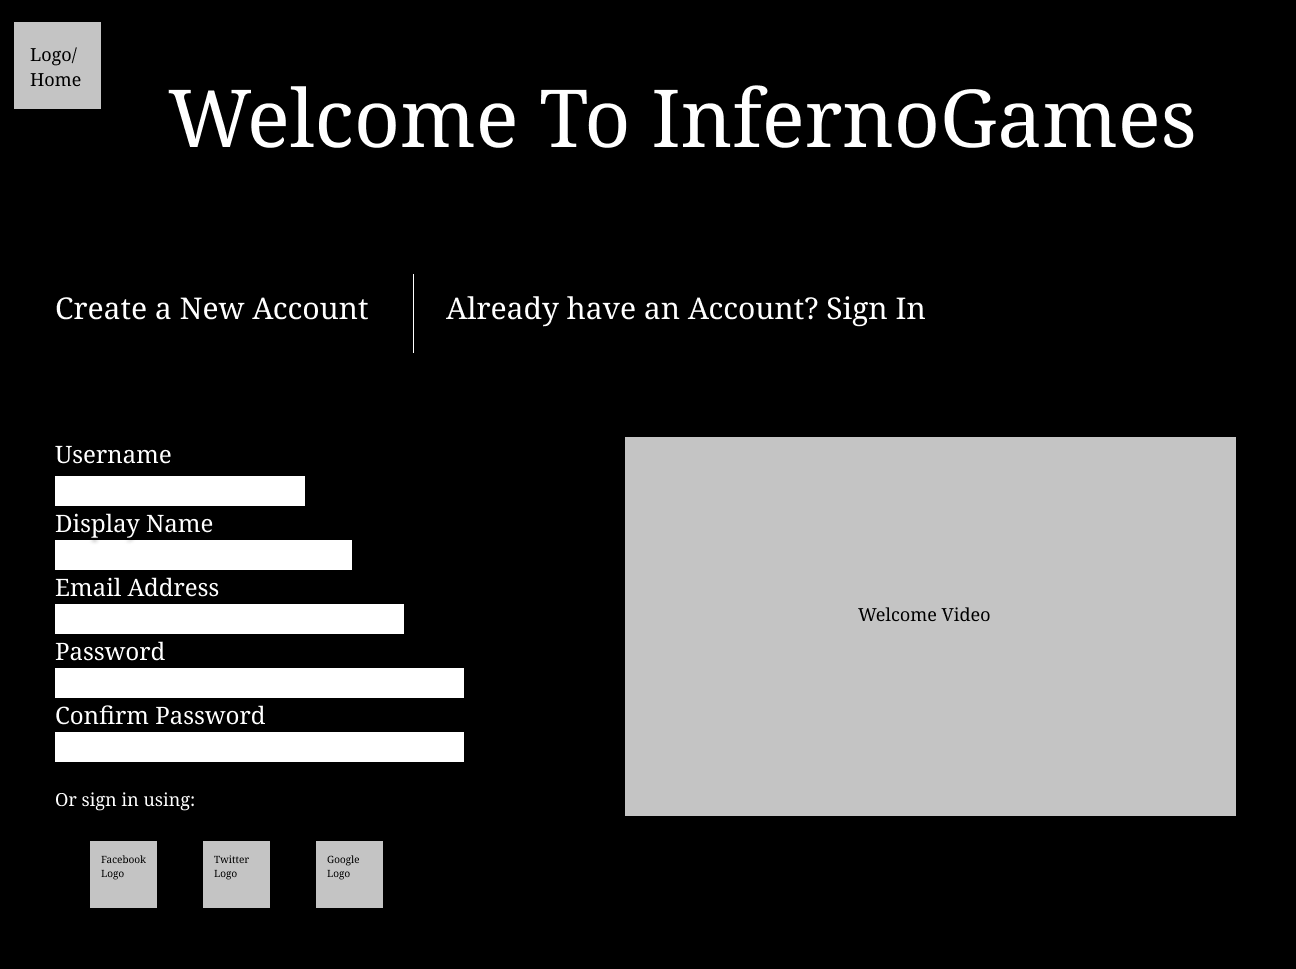 Logo/
Home
Welcome To InfernoGames
Create a New Account
Already have an Account? Sign In
Username
Display Name
Email Address
Password
Confirm Password
Welcome Video
Or sign in using:
Facebook
Logo
Twitter
Logo
Google
Logo